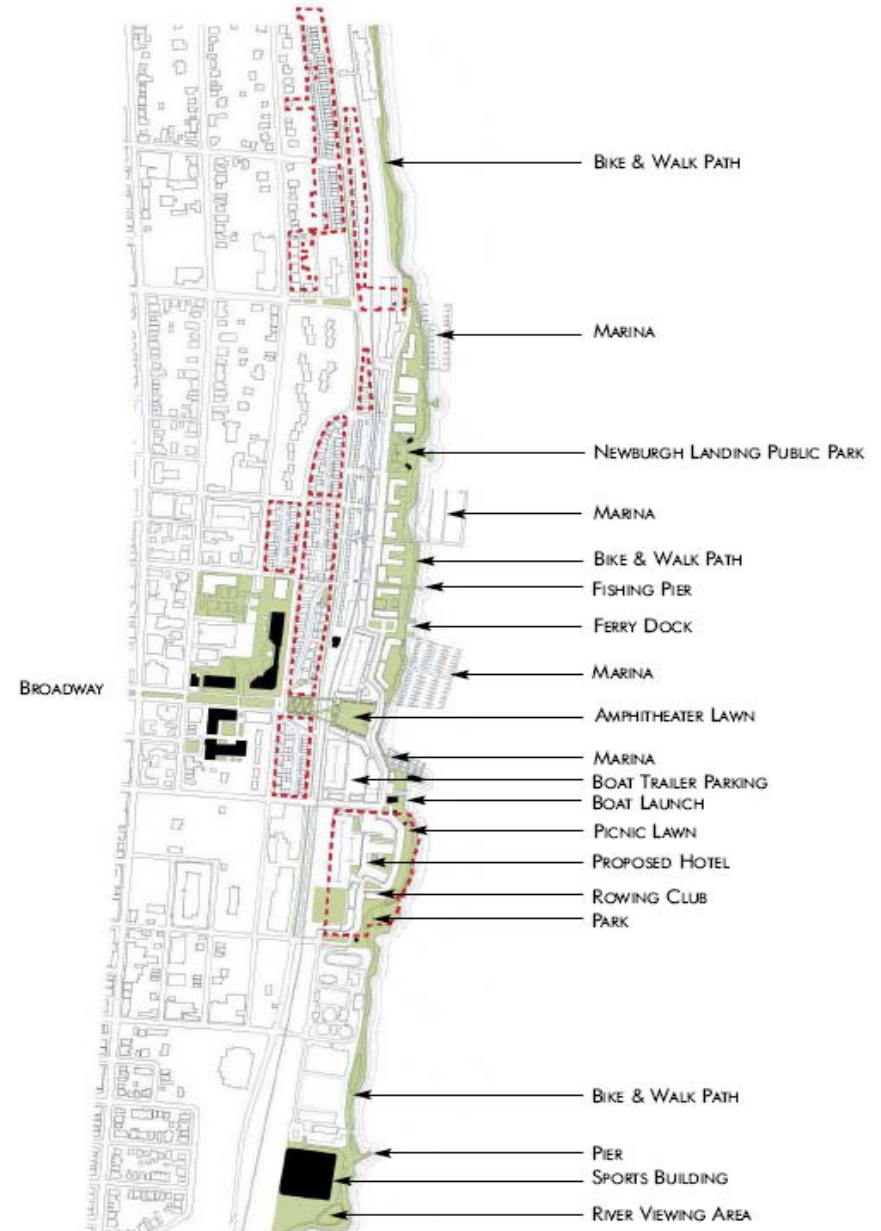 BIKE & WALK PATH
MARINA
NEWBURGH LANDING PUBLIC PARK
MARINA
BIKE & WALK PATH
FISHING PIER
FERRY DOCK
MARINA
BROADWAY
AMPHITHEATER LAWN
MARINA
BOAT TRAILER PARKING
BOAT LAUNCH
PICNIC LAWN
PROPOSED HOTEL
ROWING CLUB
PARK
BIKE & WALK PATH
PIER
SPORTS BUILDING
RIVER VIEWING AREA